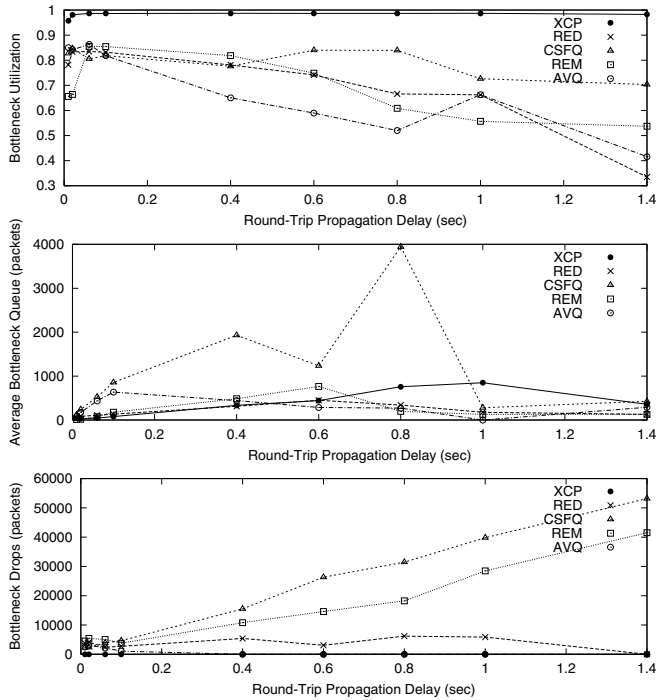 1
0.9
0.8
0.7
0.6
0.5
0.4
0.3
0
0.2
0.4
0.6
0.8
1
1.2
1.4
Bottleneck Utilization
Round-Trip Propagation Delay (sec)
XCP
RED
CSFQ
REM
AVQ
4000
3000
2000
1000
0
0
0.2
0.4
0.6
0.8
1
1.2
1.4
Average Bottleneck Queue (packets)
Round-Trip Propagation Delay (sec)
XCP
RED
CSFQ
REM
AVQ
60000
50000
40000
30000
20000
10000
0
0
0.2
0.4
0.6
0.8
1
1.2
1.4
Bottleneck Drops (packets)
Round-Trip Propagation Delay (sec)
XCP
RED
CSFQ
REM
AVQ